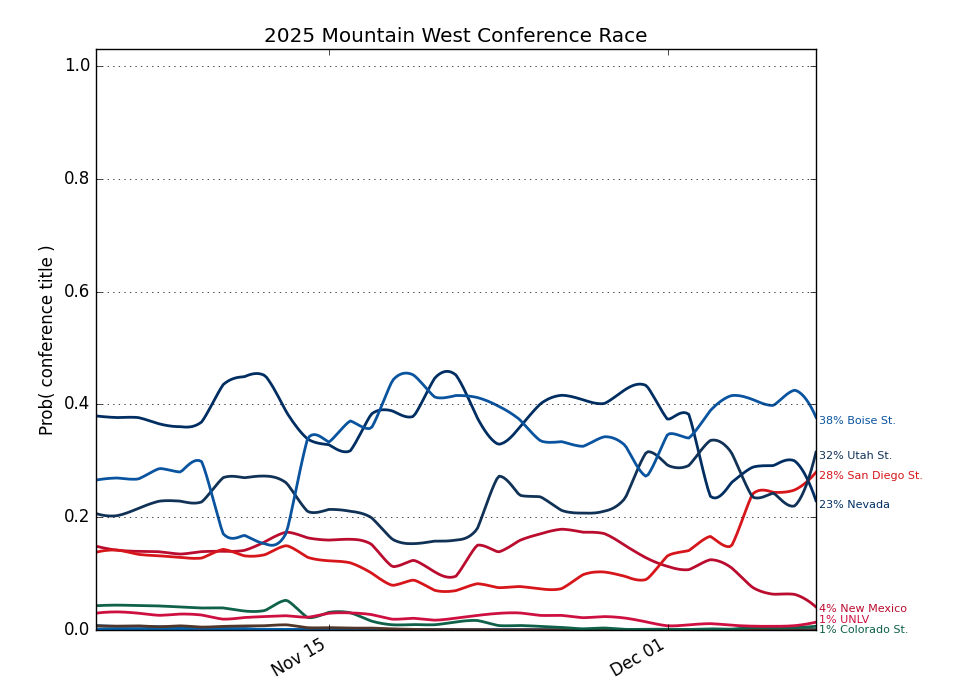 2025 Mountain West Conference Race
Prob( conference title )
1.0
0.8
0.6
0.4
0.2
0.0
Nov 15
Dec 01
38% Boise St.
32% Utah St.
28% San Diego St.
23% Nevada
4% New Mexico
1% UNLV
1% Colorado St.